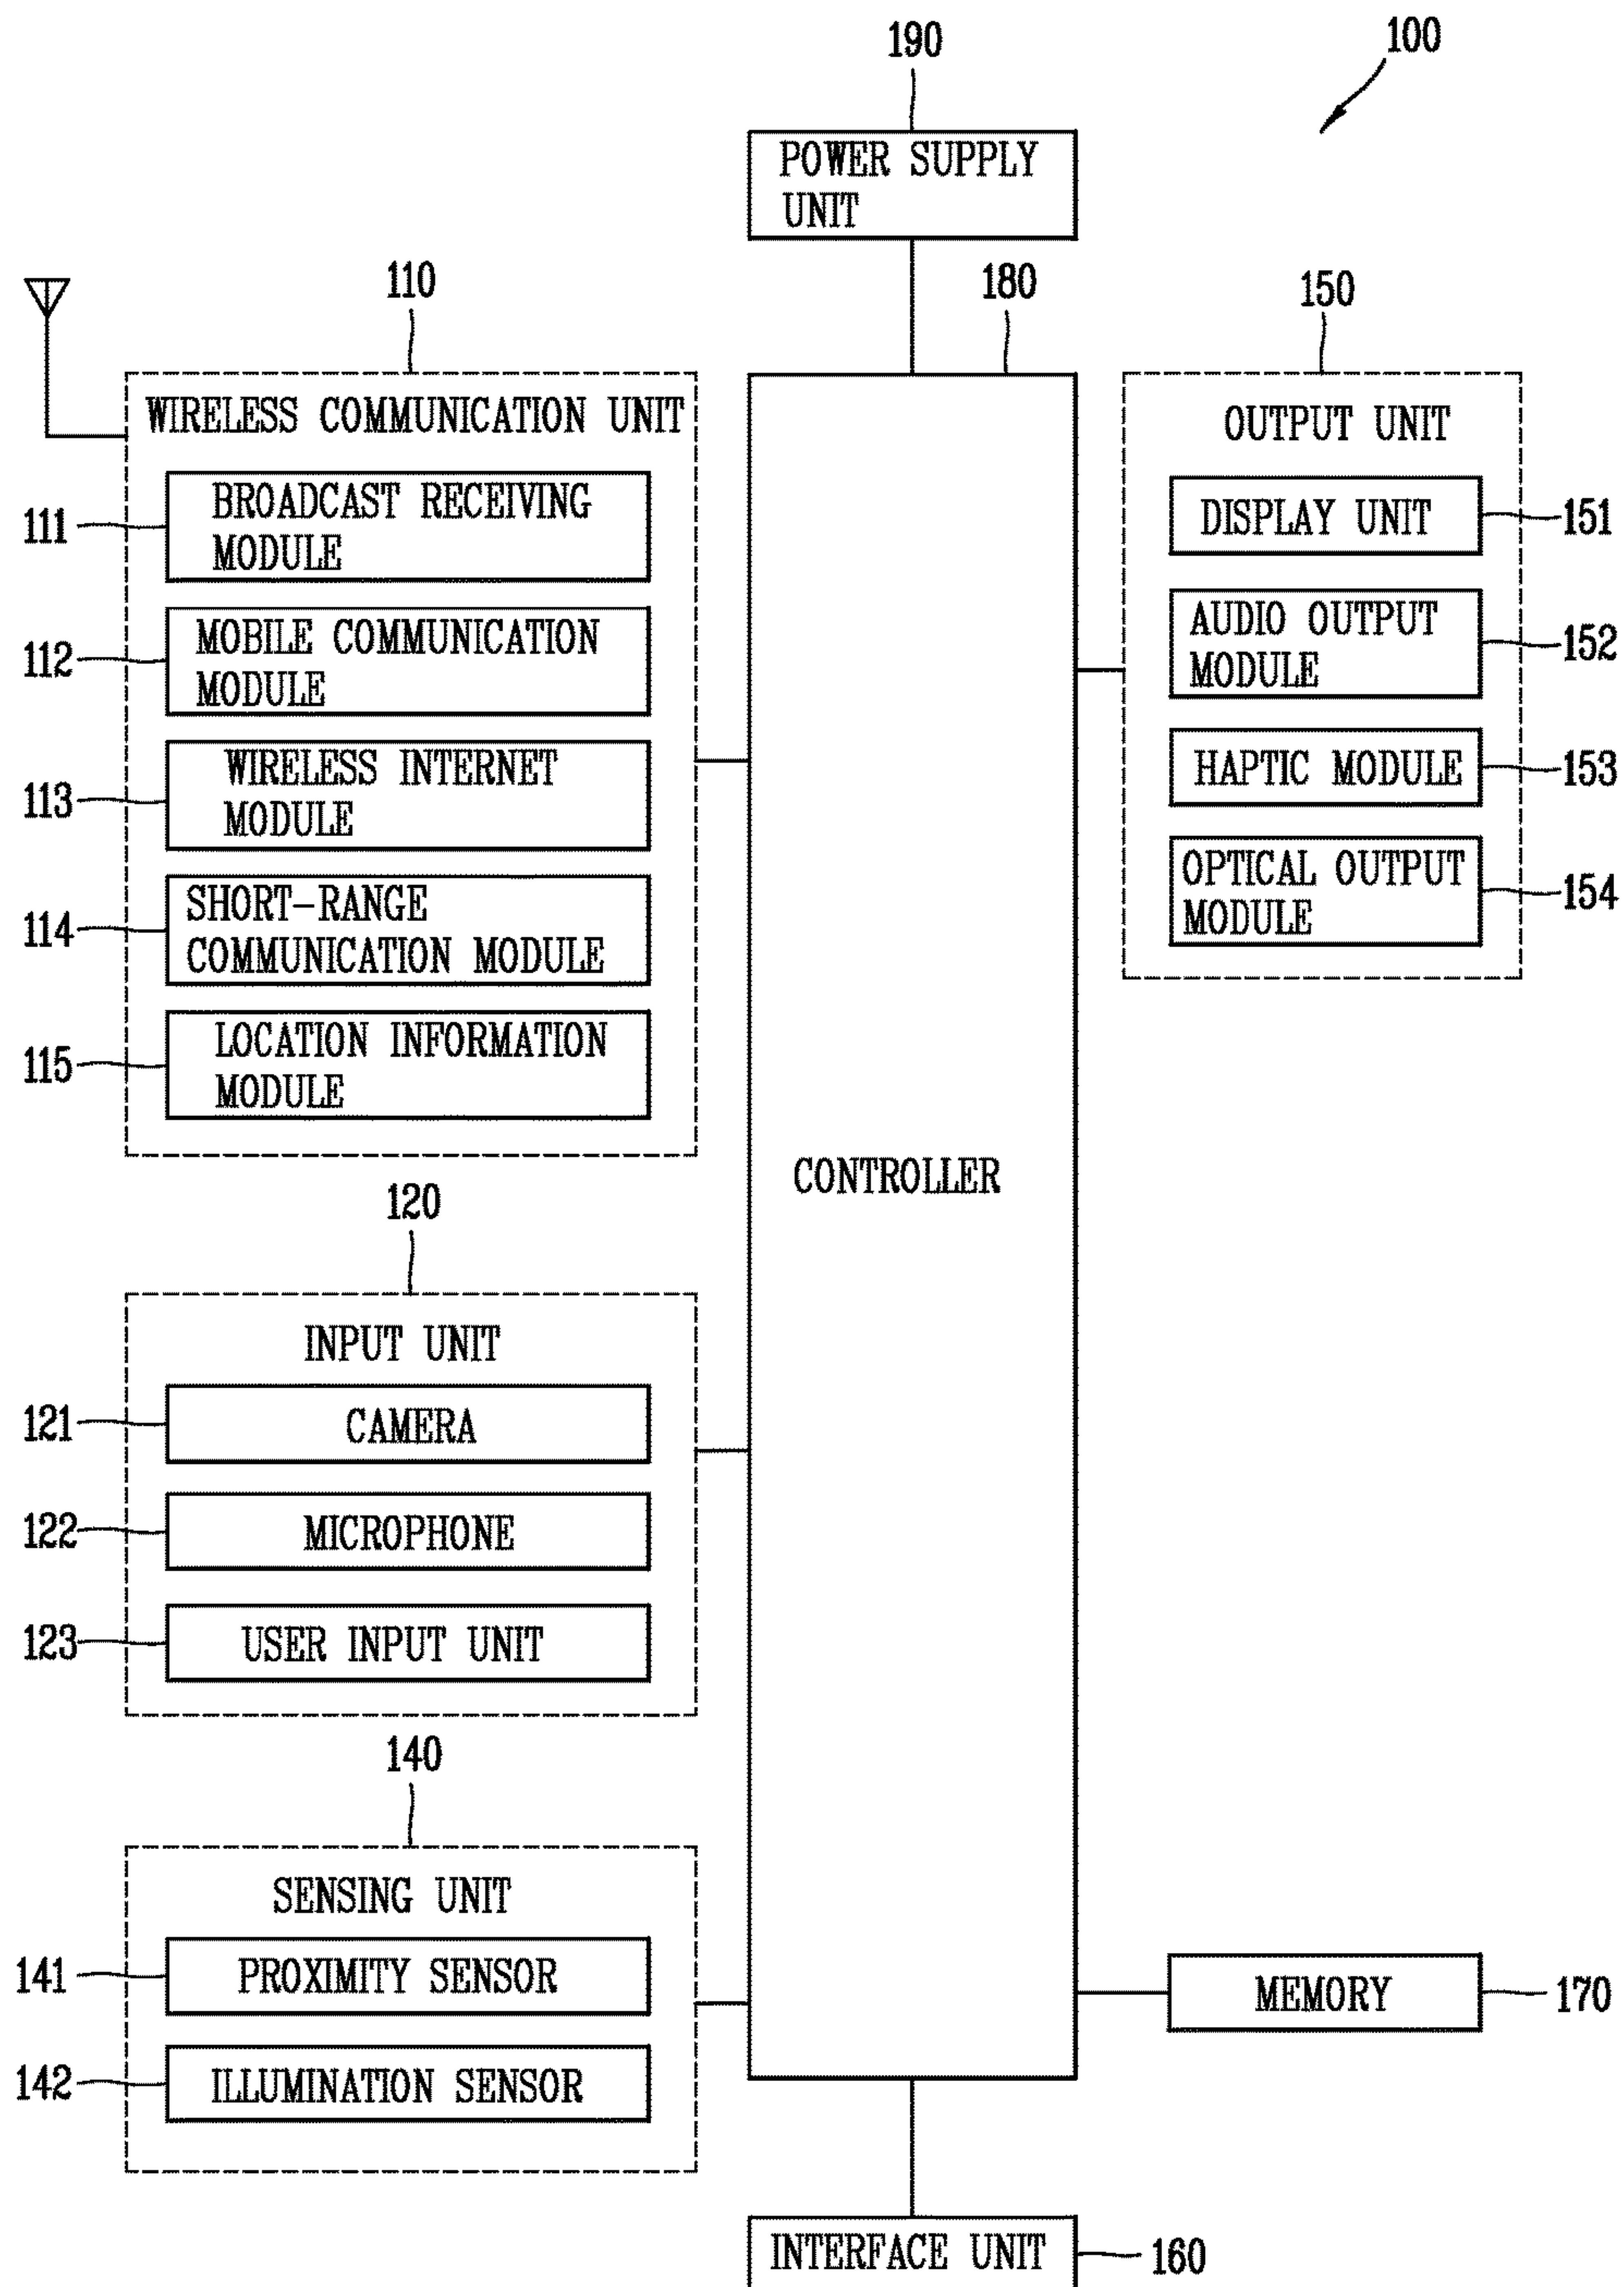 190
100
POWER SUPPLY
UNIT
110
180
150
WIRELESS COMMUNICATION UNIT
111
BROADCAST RECEIVING
MODULE
112
MOBILE COMMUNICATION
MODULE
113
WIRELESS INTERNET
MODULE
114
SHORT-RANGE
COMMUNICATION MODULE
115
LOCATION INFORMATION
MODULE
OUTPUT UNIT
DISPLAY UNIT
151
AUDIO OUTPUT
MODULE
152
HAPTIC MODULE
153
OPTICAL OUTPUT
MODULE
154
CONTROLLER
120
INPUT UNIT
121
CAMERA
122
MICROPHONE
123
USER INPUT UNIT
140
SENSING UNIT
141
PROXIMITY SENSOR
142
ILLUMINATION SENSOR
MEMORY
170
INTERFACE UNIT
160